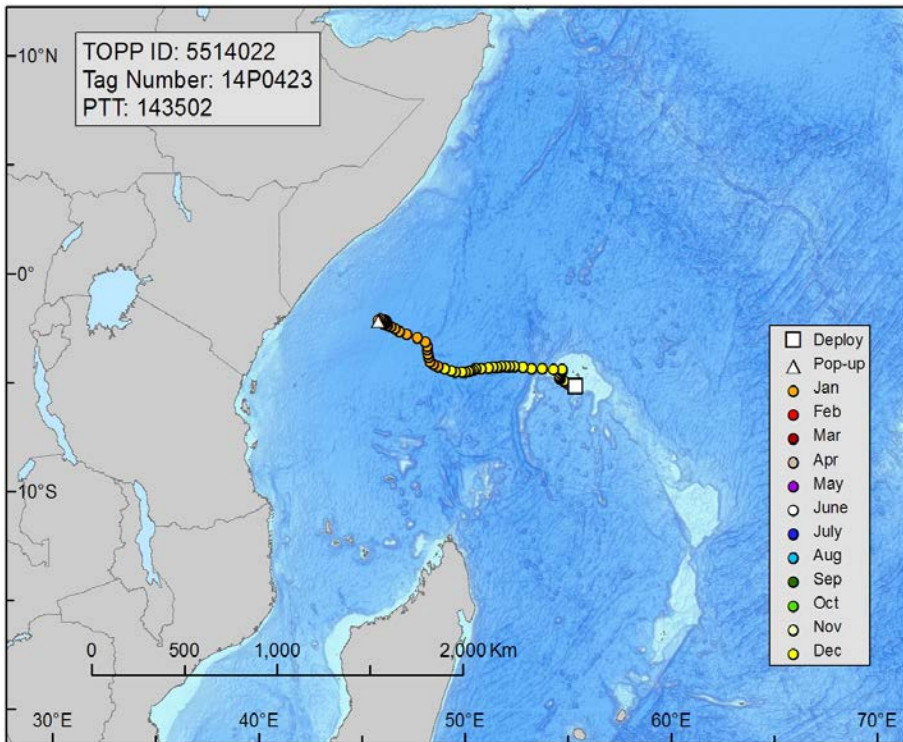 TOPP ID: 5514022
Tag Number: 14P0423
PTT: 143502
10°N
0°
10°S
Deploy
Pop-up
Jan
Feb
Mar
Apr
May
June
July
Aug
Sep
Oct
Nov
Dec
0 500 1,000 2,000 Km
30°E 40°E 50°E 60°E 70°E